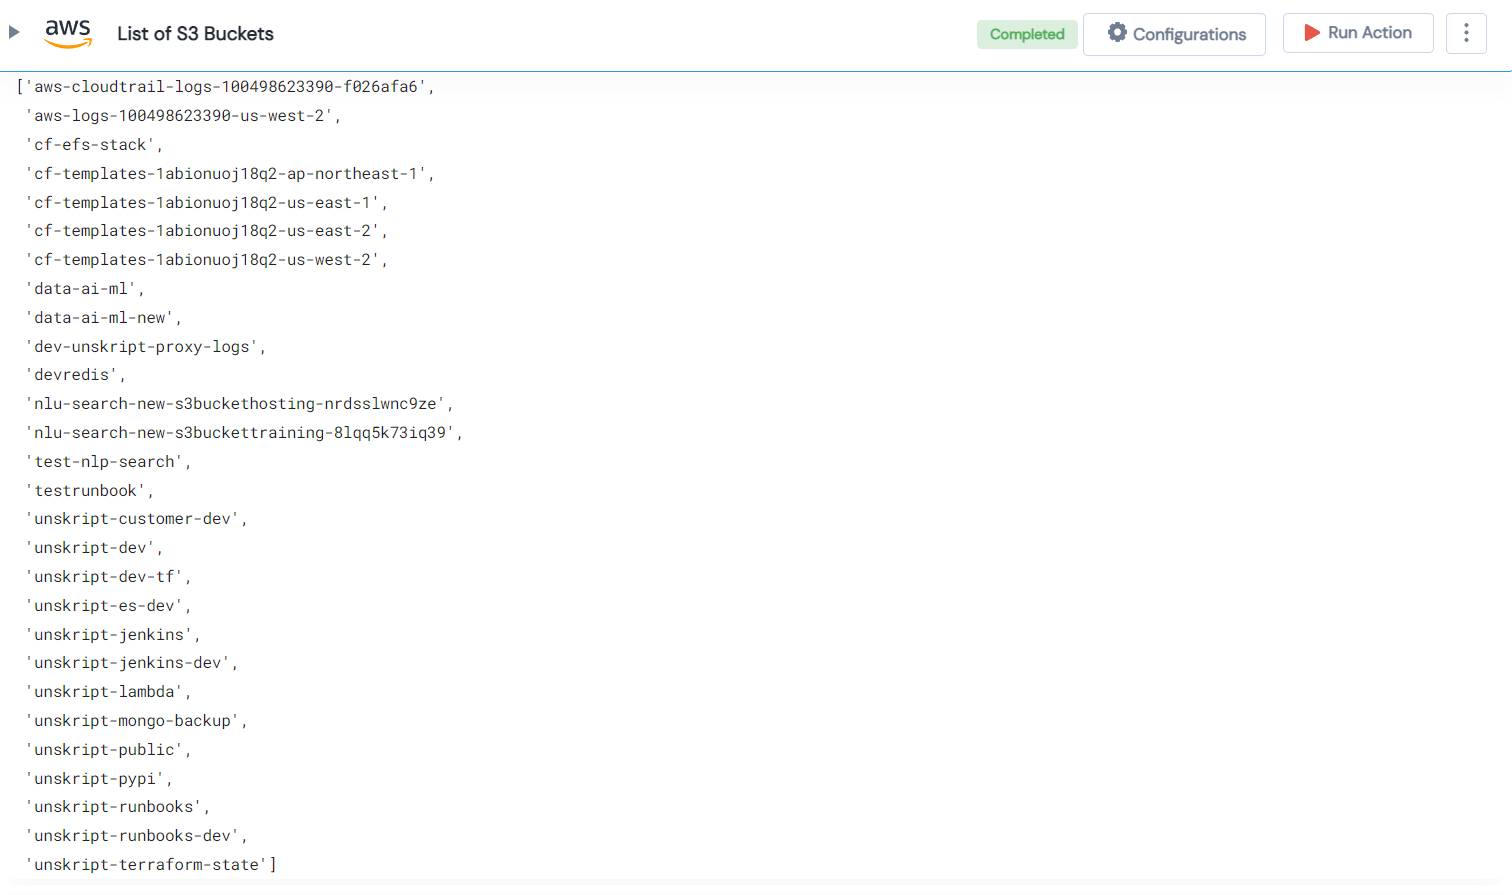 aws List of S3 Buckets Completed Configurations Run Action
['aws-cloudtrail-logs-100498623390-f026afa6',
'aws-logs-100498623390-us-west-2',
'cf-efs-stack',
'cf-templates-1abionuoj18q2-ap-northeast-1',
'cf-templates-1abionuoj18q2-us-east-1',
'cf-templates-1abionuoj18q2-us-east-2',
'cf-templates-1abionuoj18q2-us-west-2',
'data-ai-ml',
'data-ai-ml-new',
'dev-unskript-proxy-logs',
'devredis',
'nlu-search-new-s3buckethosting-nrdsslwnc9ze',
'nlu-search-new-s3buckettraining-8lqq5k73iq39',
'test-nlp-search',
'testrunbook',
'unskript-customer-dev',
'unskript-dev',
'unskript-dev-tf',
'unskript-es-dev',
'unskript-jenkins',
'unskript-jenkins-dev',
'unskript-lambda',
'unskript-mongo-backup',
'unskript-public',
'unskript-pypi',
'unskript-runbooks',
'unskript-runbooks-dev',
'unskript-terraform-state']